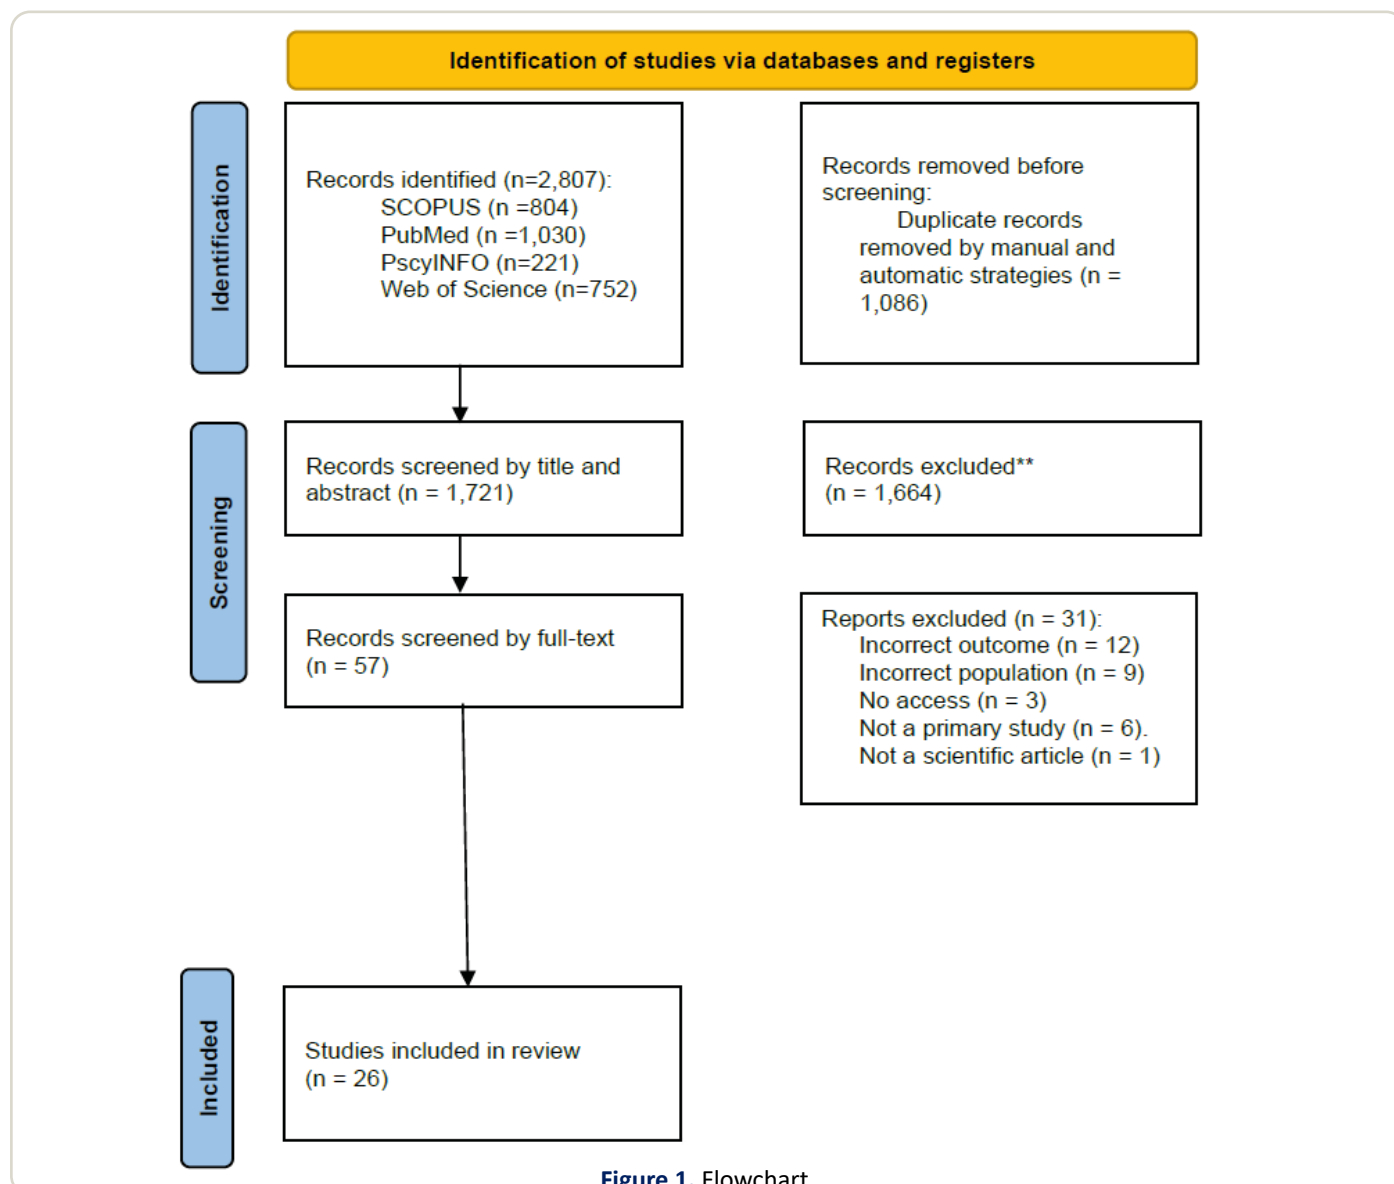 Identification of studies via databases and registers
Identification
Records identified (n=2,807):
SCOPUS (n =804)
PubMed (n =1,030)
PscyINFO (n=221)
Web of Science (n=752)
Records removed before
screening:
Duplicate records
removed by manual and
automatic strategies (n =
1,086)
Screening
Records screened by title and
abstract (n = 1,721)
Records excluded**
(n = 1,664)
Records screened by full-text
(n = 57)
Reports excluded (n = 31):
Incorrect outcome (n = 12)
Incorrect population (n = 9)
No access (n = 3)
Not a primary study (n = 6).
Not a scientific article (n = 1)
Included
Studies included in review
(n = 26)
Figure 1. Flowchart